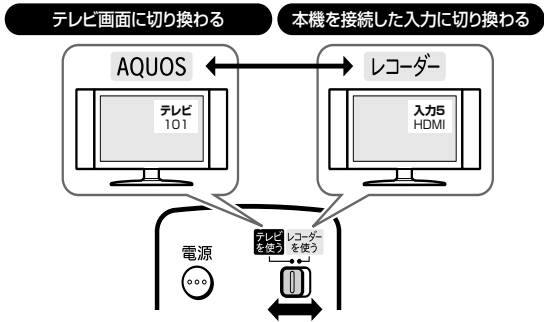 テレビ画面に切り換わる
本機を接続した入力に切り換わる
AQUOS
レコーダー
テレビ
101
入力5
HDMI
テレビ
を使う
レコーダー
を使う
電源